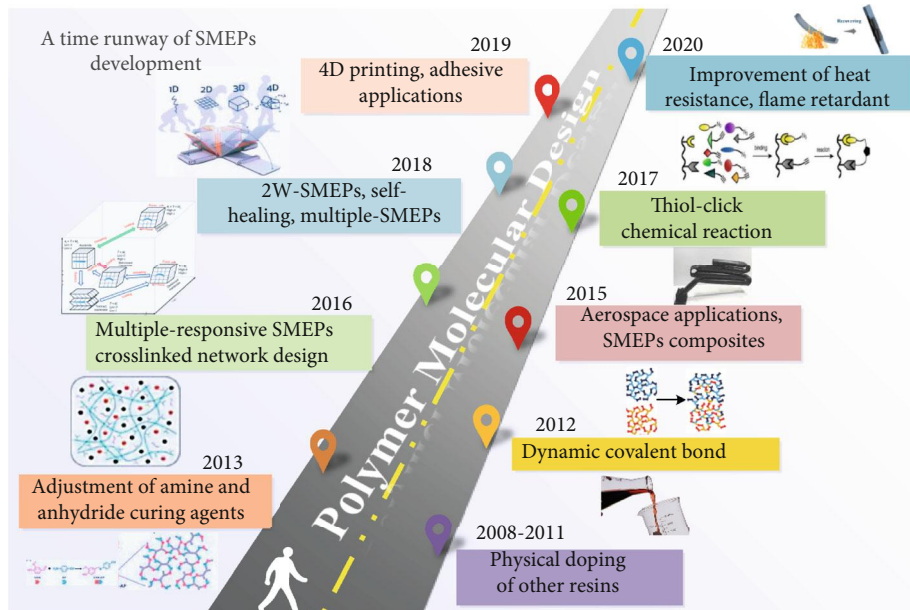 A time runway of SMEPs
development
1D 2D 3D 4D
2019
4D printing, adhesive
applications
Recovering
2020
Improvement of heat
resistance, flame retardant
binding
reaction
2018
2W-SMEPs, self-
healing, multiple-SMEPs
2017
Thiol-click
chemical reaction
2016
Multiple-responsive SMEPs
crosslinked network design
2015
Aerospace applications,
SMEPs composites
2013
Adjustment of amine and
anhydride curing agents
2012
Dynamic covalent bond
2008-2011
Physical doping
of other resins
Polymer Molecular Design